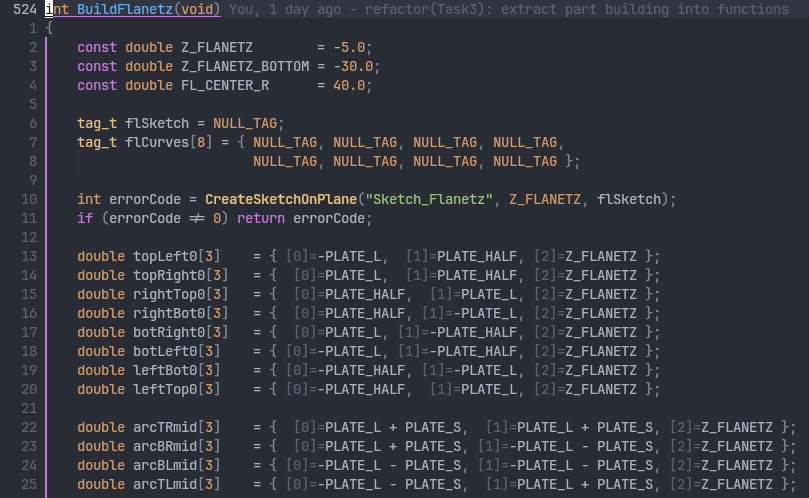 524 int BuildFlanetz(void) You, 1 day ago - refactor(Task3): extract part building into functions
1 {
2 const double Z_FLANETZ = -5.0;
3 const double Z_FLANETZ_BOTTOM = -30.0;
4 const double FL_CENTER_R = 40.0;
5
6 tag_t flSketch = NULL_TAG;
7 tag_t flCurves[8] = { NULL_TAG, NULL_TAG, NULL_TAG, NULL_TAG,
8 NULL_TAG, NULL_TAG, NULL_TAG, NULL_TAG };
9
10 int errorCode = CreateSketchOnPlane("Sketch_Flanetz", Z_FLANETZ, flSketch);
11 if (errorCode ≠ 0) return errorCode;
12
13 double topLeft0[3] = { [0]=-PLATE_L, [1]=PLATE_HALF, [2]=Z_FLANETZ };
14 double topRight0[3] = { [0]=PLATE_L, [1]=PLATE_HALF, [2]=Z_FLANETZ };
15 double rightTop0[3] = { [0]=PLATE_HALF, [1]=PLATE_L, [2]=Z_FLANETZ };
16 double rightBot0[3] = { [0]=PLATE_HALF, [1]=-PLATE_L, [2]=Z_FLANETZ };
17 double botRight0[3] = { [0]=PLATE_L, [1]=-PLATE_HALF, [2]=Z_FLANETZ };
18 double botLeft0[3] = { [0]=-PLATE_L, [1]=-PLATE_HALF, [2]=Z_FLANETZ };
19 double leftBot0[3] = { [0]=-PLATE_HALF, [1]=-PLATE_L, [2]=Z_FLANETZ };
20 double leftTop0[3] = { [0]=-PLATE_HALF, [1]=PLATE_L, [2]=Z_FLANETZ };
21
22 double arcTRmid[3] = { [0]=PLATE_L + PLATE_S, [1]=PLATE_L + PLATE_S, [2]=Z_FLANETZ };
23 double arcBRmid[3] = { [0]=PLATE_L + PLATE_S, [1]=-PLATE_L - PLATE_S, [2]=Z_FLANETZ };
24 double arcBLmid[3] = { [0]=-PLATE_L - PLATE_S, [1]=-PLATE_L - PLATE_S, [2]=Z_FLANETZ };
25 double arcTLmid[3] = { [0]=-PLATE_L - PLATE_S, [1]=PLATE_L + PLATE_S, [2]=Z_FLANETZ };